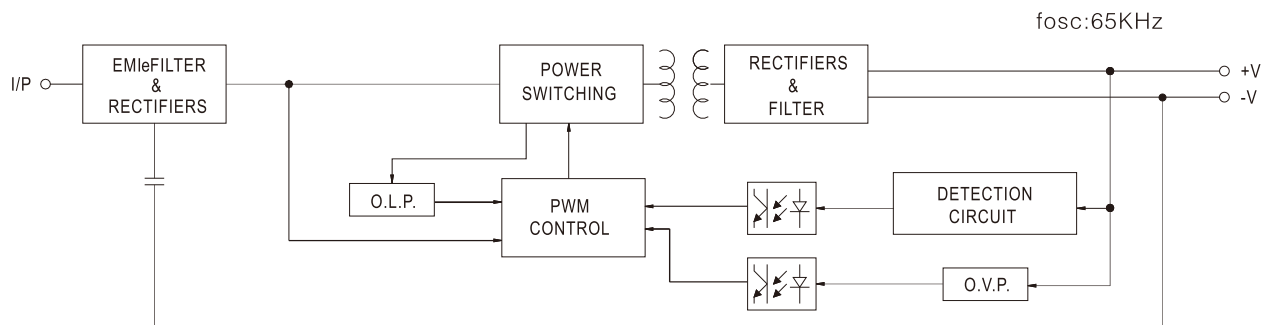 fosc:65KHz
I/P
EMIeFILTER
&
RECTIFIERS
POWER
SWITCHING
RECTIFIERS
&
FILTER
+V
-V
O.L.P.
PWM
CONTROL
DETECTION
CIRCUIT
O.V.P.